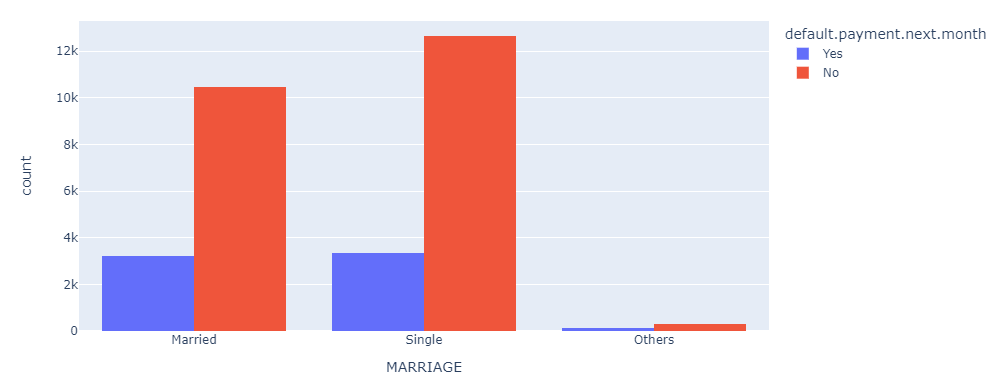 default.payment.next.month
Yes
No
count
12k
10k
8k
6k
4k
2k
0
Married
Single
Others
MARRIAGE